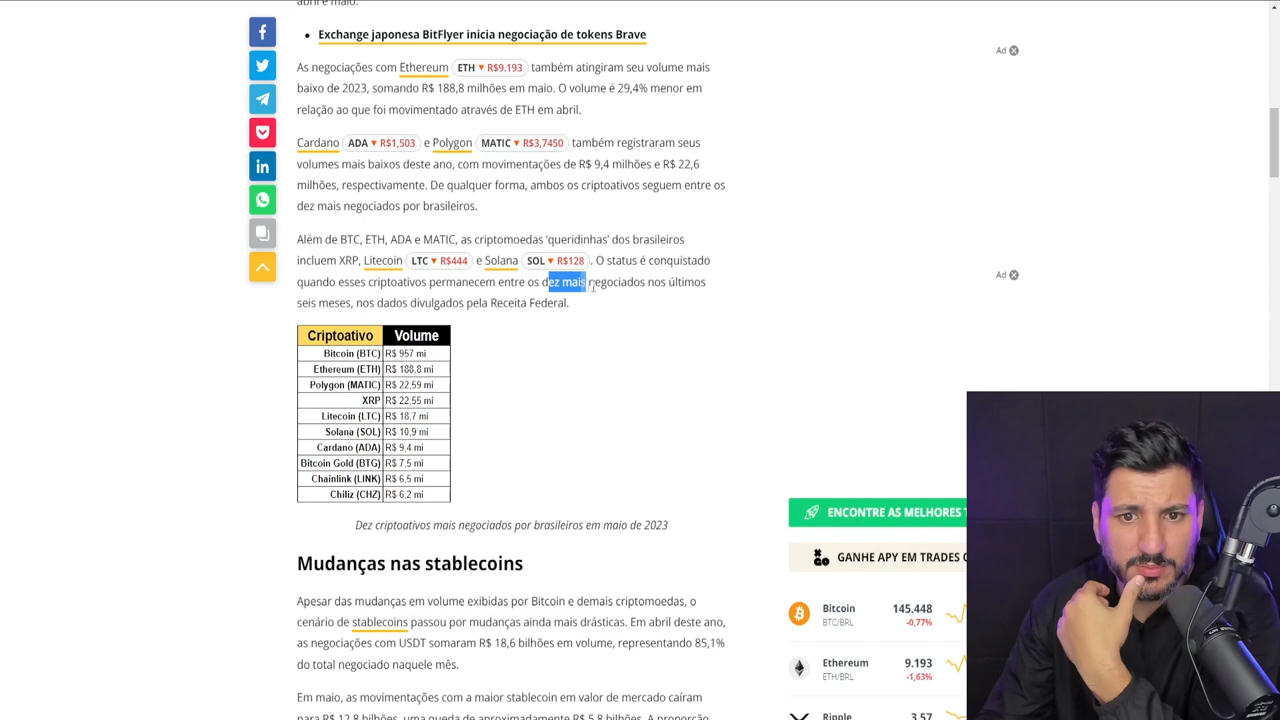 abril e maio.
Exchange japonesa BitFlyer inicia negociação de tokens Brave
As negociações com Ethereum ETH ▼ R$9.193 também atingiram seu volume mais
baixo de 2023, somando R$ 188,8 milhões em maio. O volume é 29,4% menor em
relação ao que foi movimentado através de ETH em abril.
Cardano ADA ▼ R$1,503 e Polygon MATIC ▼ R$3,7450 também registraram seus
volumes mais baixos deste ano, com movimentações de R$ 9,4 milhões e R$ 22,6
milhões, respectivamente. De qualquer forma, ambos os criptoativos seguem entre os
dez mais negociados por brasileiros.
Além de BTC, ETH, ADA e MATIC, as criptomoedas 'queridinhas' dos brasileiros
incluem XRP, Litecoin LTC ▼ R$444 e Solana SOL ▼ R$128 . O status é conquistado
quando esses criptoativos permanecem entre os dez mais negociados nos últimos
seis meses, nos dados divulgados pela Receita Federal.
Criptoativo Volume
Bitcoin (BTC) R$ 957 mi
Ethereum (ETH) R$ 188,8 mi
Polygon (MATIC) R$ 22,59 mi
XRP R$ 22,55 mi
Litecoin (LTC) R$ 18,7 mi
Solana (SOL) R$ 10,9 mi
Cardano (ADA) R$ 9,4 mi
Bitcoin Gold (BTG) R$ 7,5 mi
Chainlink (LINK) R$ 6,5 mi
Chiliz (CHZ) R$ 6,2 mi
Dez criptoativos mais negociados por brasileiros em maio de 2023
Mudanças nas stablecoins
Apesar das mudanças em volume exibidas por Bitcoin e demais criptomoedas, o
cenário de stablecoins passou por mudanças ainda mais drásticas. Em abril deste ano,
as negociações com USDT somaram R$ 18,6 bilhões em volume, representando 85,1%
do total negociado naquele mês.
Em maio, as movimentações com a maior stablecoin em valor de mercado caíram
para R$ 12,8 bilhões, uma queda de aproximadamente R$ 5,8 bilhões. A proporção
Ad
Ad
ENCONTRE AS MELHORES
GANHE APY EM TRADES
Bitcoin 145.448
BTC/BRL -0,77%
Ethereum 9.193
ETH/BRL -1,63%
Ripple 3,57